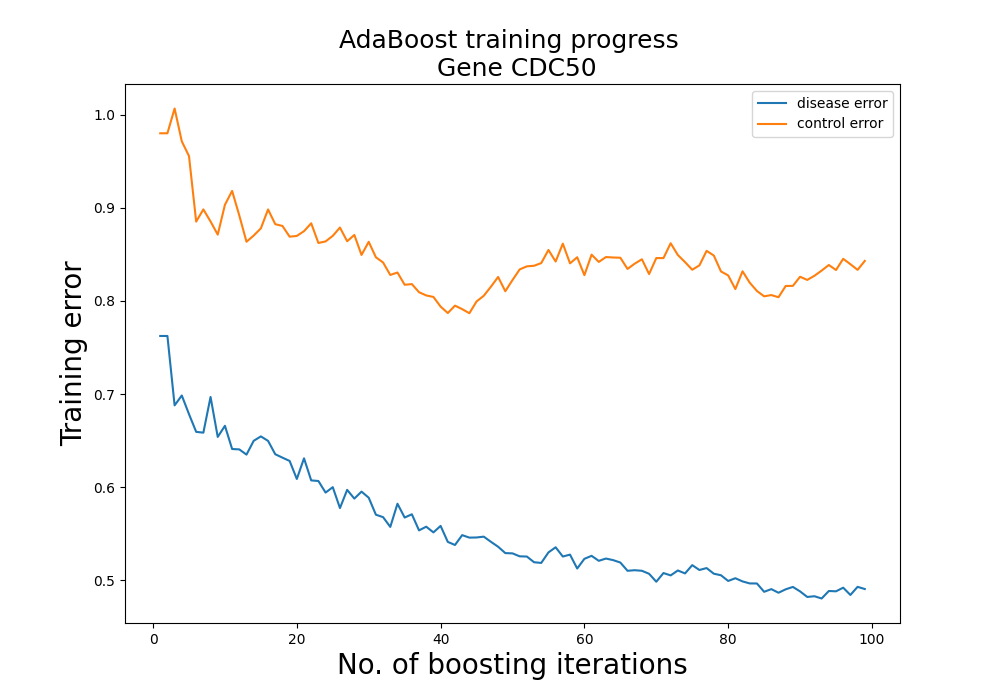 AdaBoost training progress
Gene CDC50
disease error
control error
Training error
1.0
0.9
0.8
0.7
0.6
0.5
0
20
40
60
80
100
No. of boosting iterations